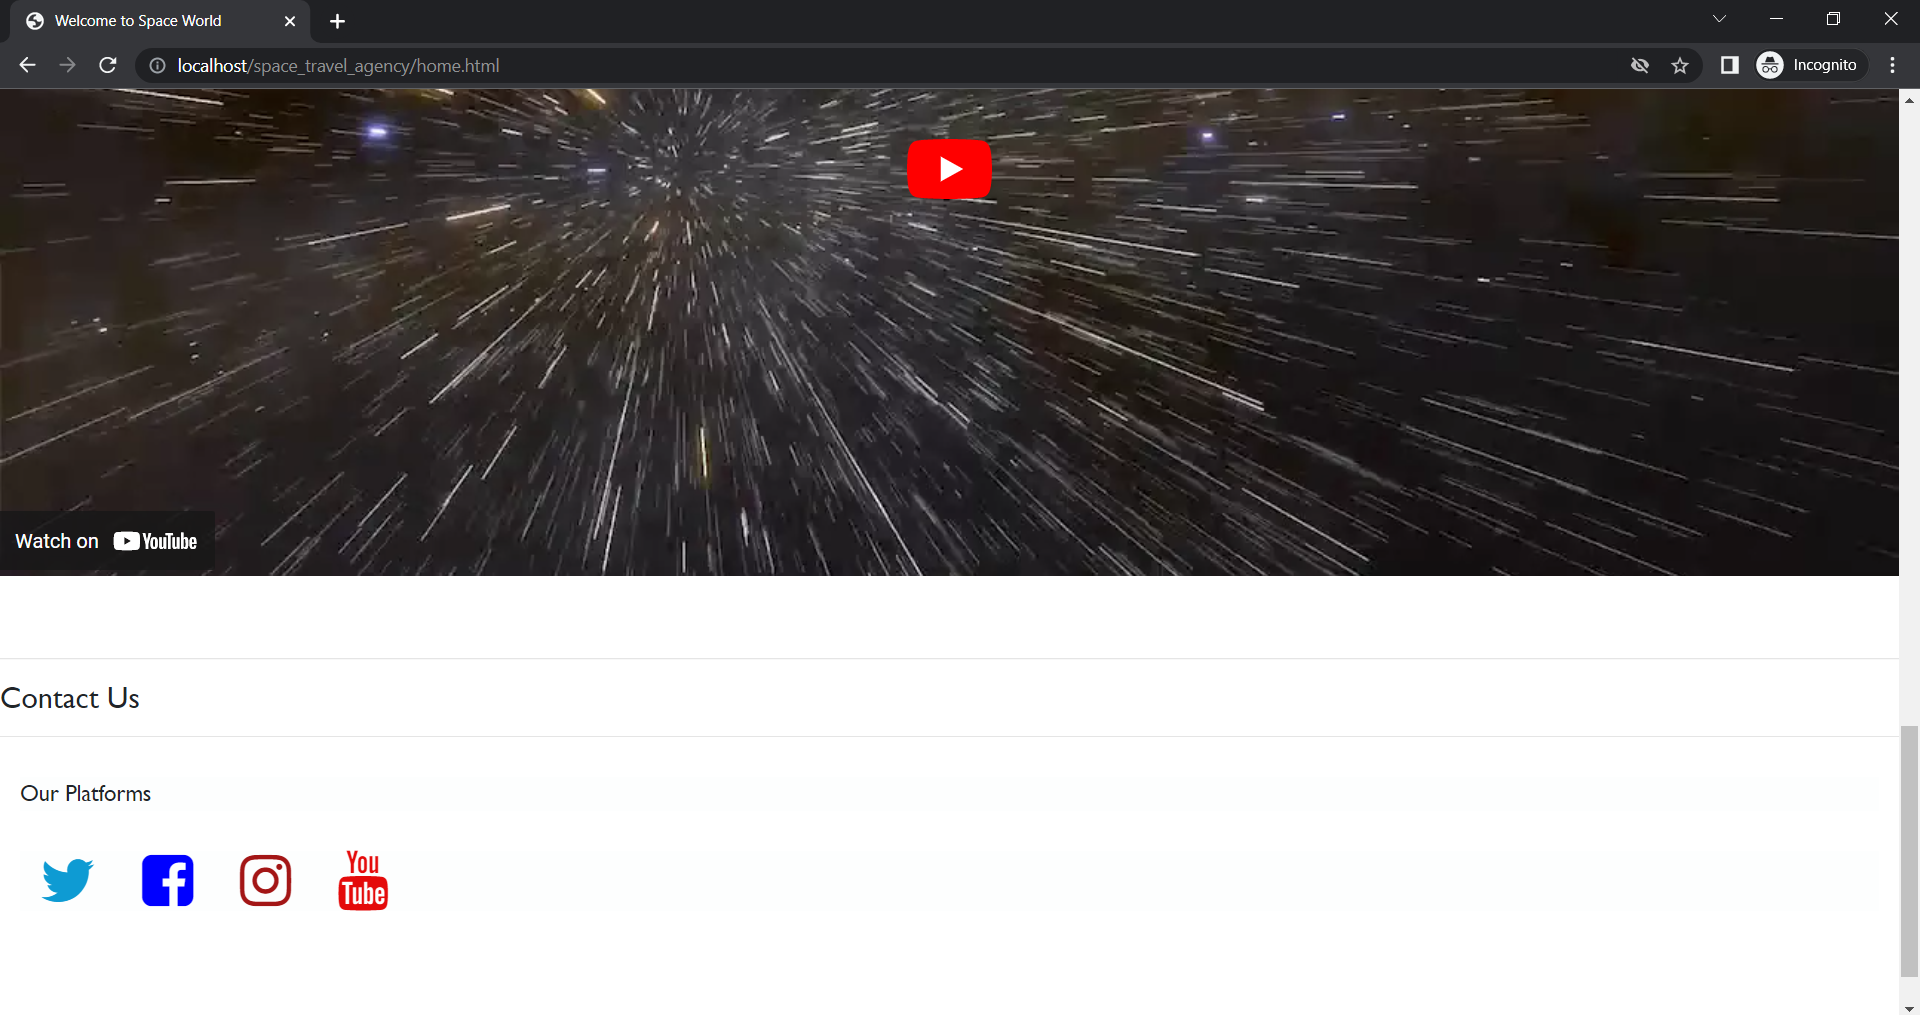 Welcome to Space World
localhost/space_travel_agency/home.html
Incognito
Watch on YouTube
Contact Us
Our Platforms
You
Tube